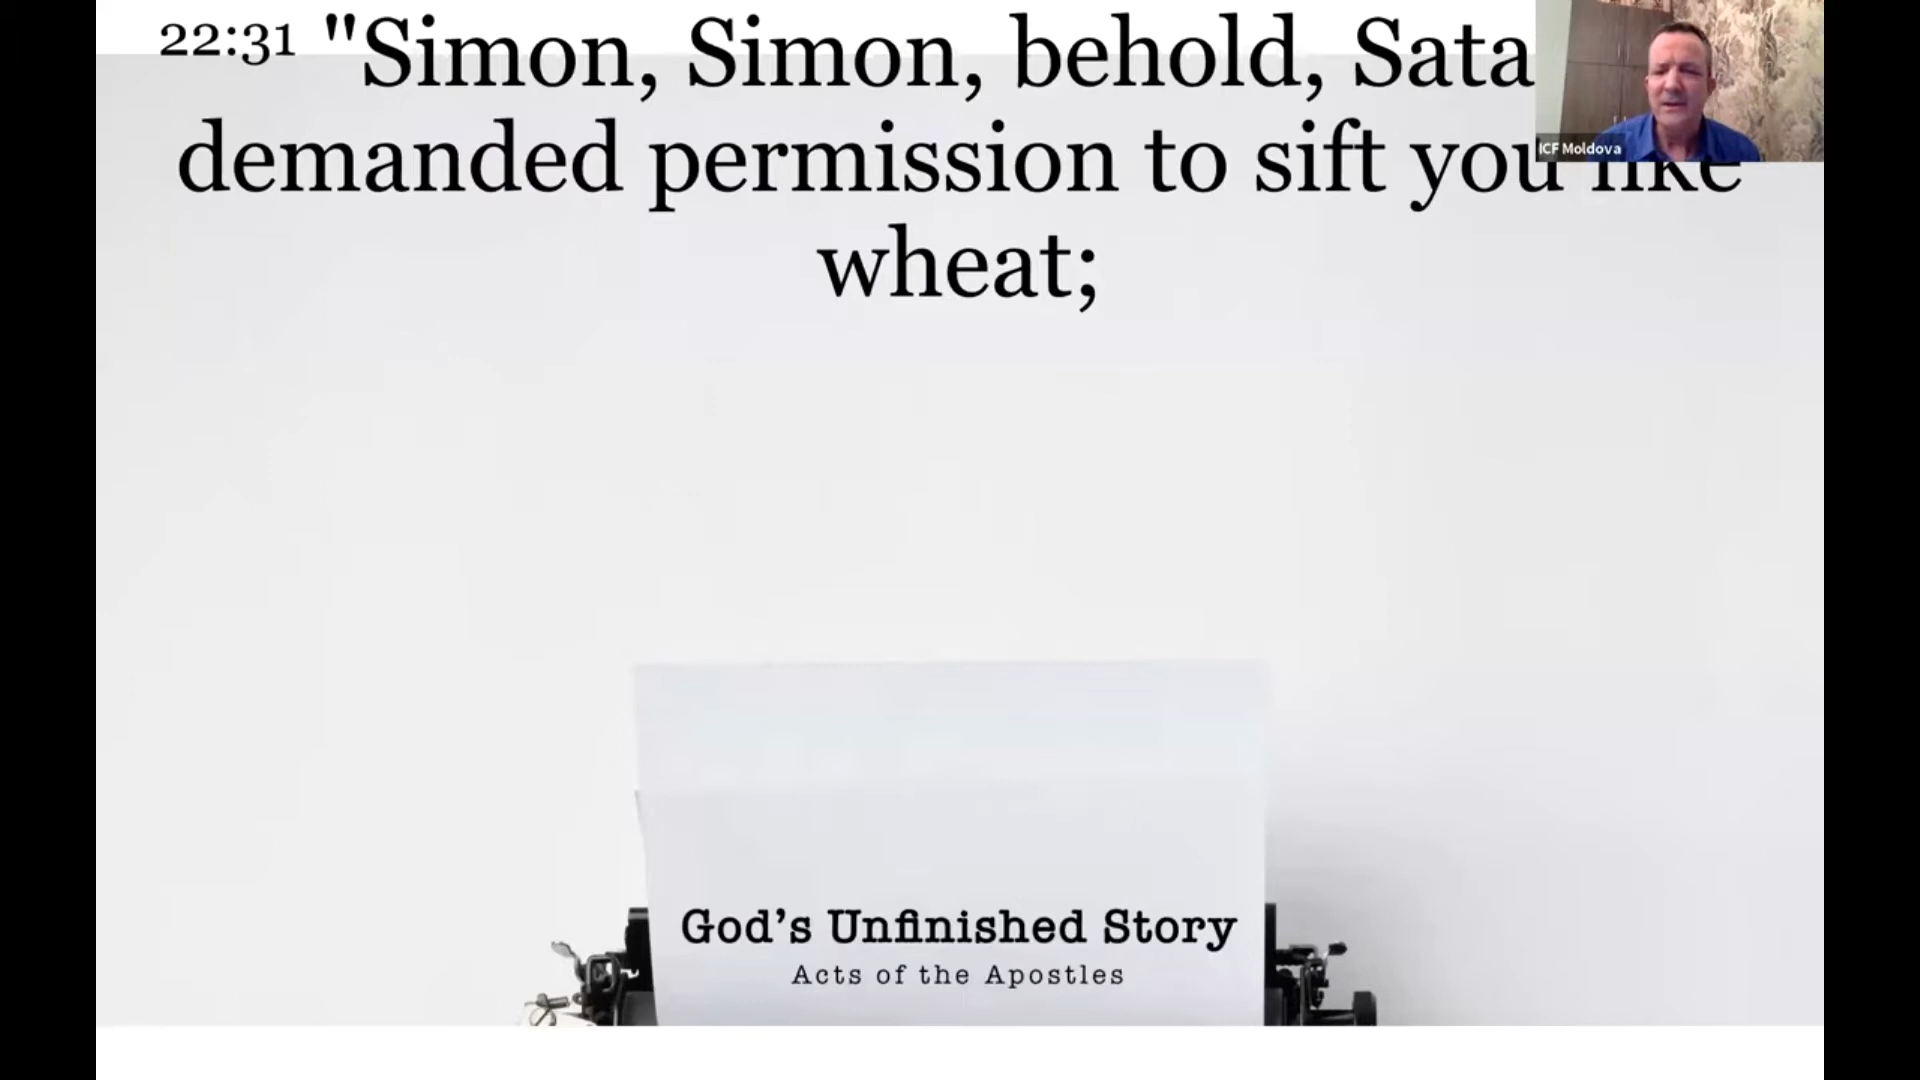 22:31 "Simon, Simon, behold, Sata
demanded permission to sift you like
wheat;
ICF Moldova
God's Unfinished Story
Acts of the Apostles